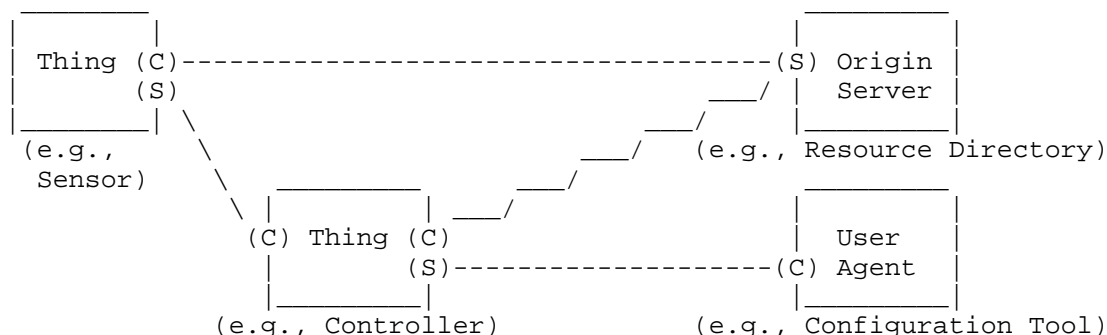 Thing (C)-------------------------------------(S) Origin
(S) Server
(e.g., (e.g., Resource Directory)
Sensor)
(C) Thing (C) User
(S)--------------------(C) Agent
(e.g., Controller) (e.g., Configuration Tool)